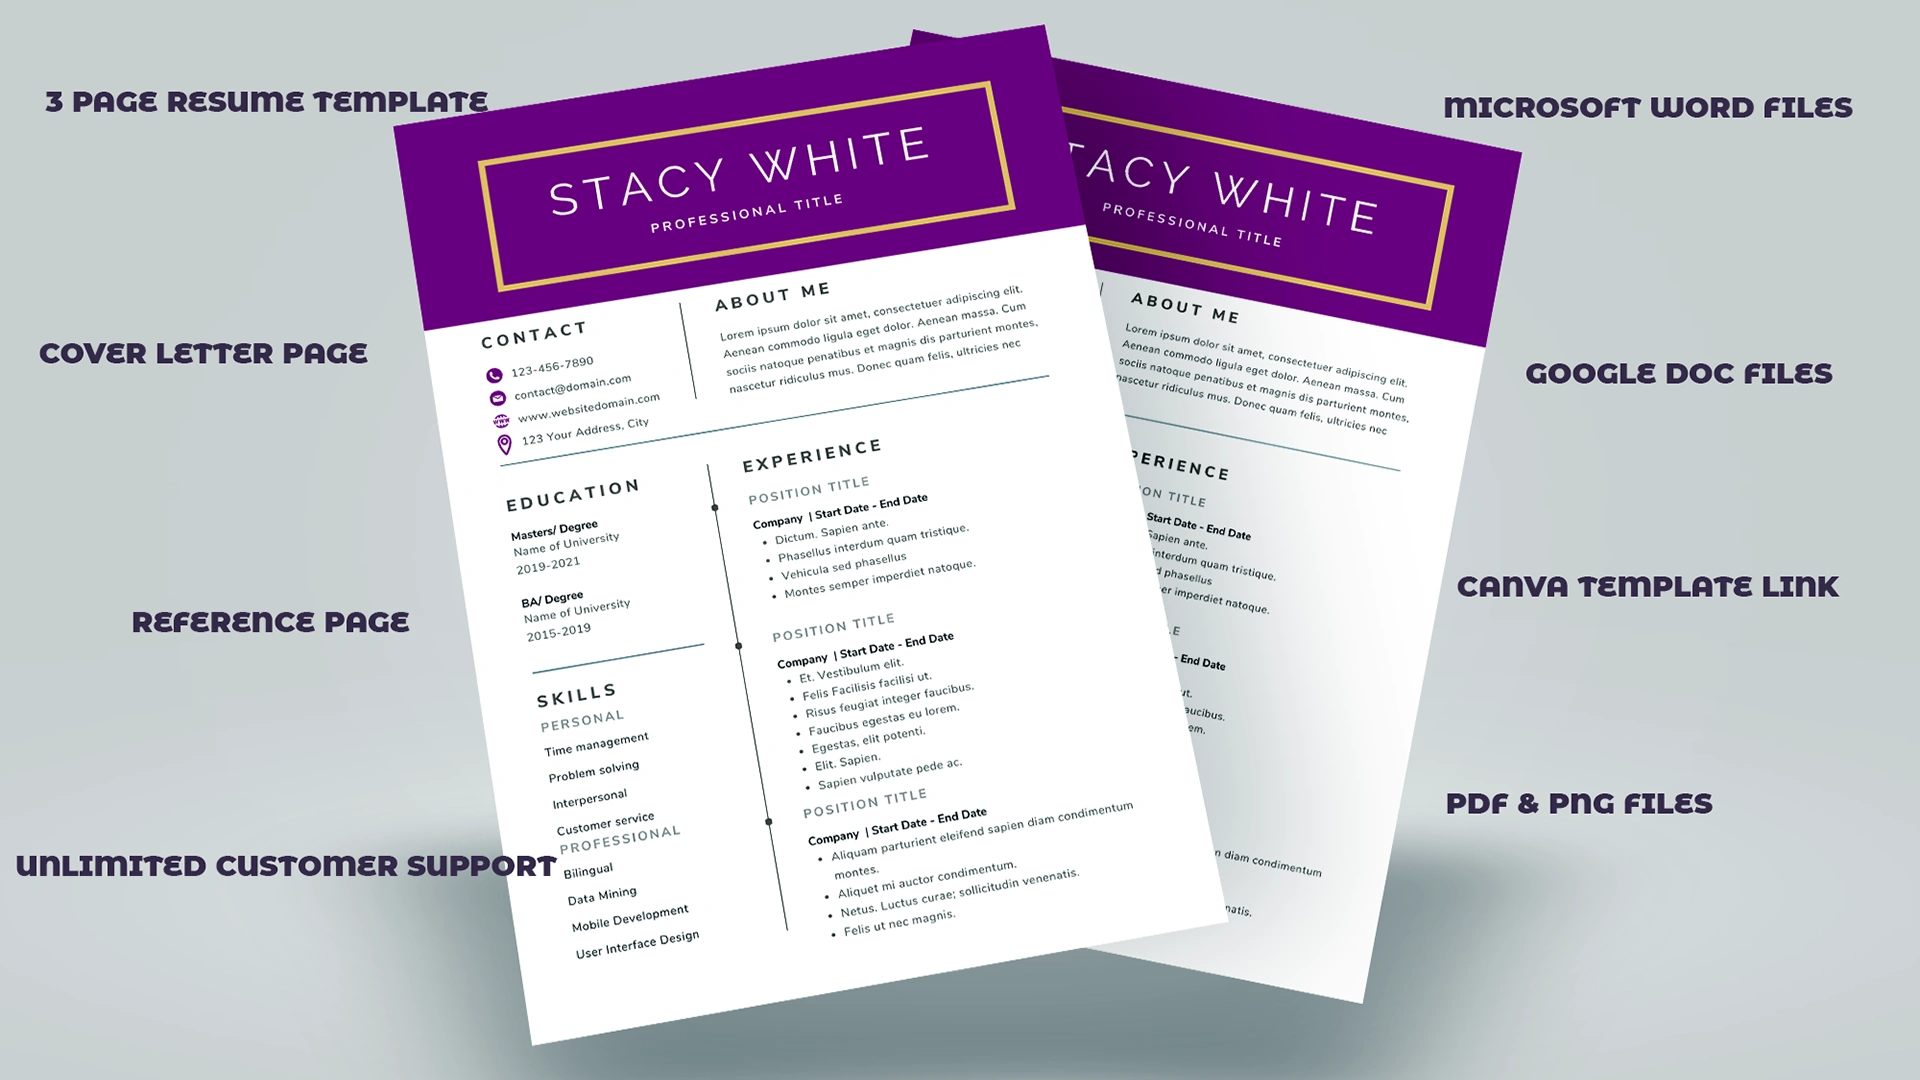 3 PAGE RESUME TEMPLATE
COVER LETTER PAGE
REFERENCE PAGE
UNLIMITED CUSTOMER SUPPORT
STACY WHITE
PROFESSIONAL TITLE
CONTACT
123-456-7890
contact@domain.com
www
www.websitedomain.com
123 Your Address, City
ABOUT ME
Lorem ipsum dolor sit amet, consectetuer adipiscing elit.
Aenean commodo ligula eget dolor. Aenean massa. Cum
sociis natoque penatibus et magnis dis parturient montes,
nascetur ridiculus mus. Donec quam felis, ultricies nec
EDUCATION
Masters/ Degree
Name of University
2019-2021
BA/ Degree
Name of University
2015-2019
SKILLS
PERSONAL
Time management
Problem solving
Interpersonal
Customer service
PROFESSIONAL
Bilingual
Data Mining
Mobile Development
User Interface Design
EXPERIENCE
POSITION TITLE
Company | Start Date - End Date
• Dictum. Sapien ante.
• Phasellus interdum quam tristique.
• Vehicula sed phasellus
• Montes semper imperdiet natoque.
POSITION TITLE
Company | Start Date - End Date
• Et. Vestibulum elit.
• Felis Facilisis facilisi ut.
• Risus feugiat integer faucibus.
• Faucibus egestas eu lorem.
• Egestas, elit potenti.
• Elit. Sapien.
• Sapien vulputate pede ac.
POSITION TITLE
Company | Start Date - End Date
• Aliquam parturient eleifend sapien diam condimentum
montes.
• Aliquet mi auctor condimentum.
• Netus. Luctus curae; sollicitudin venenatis.
• Felis ut nec magnis.
TACY WHITE
PROFESSIONAL TITLE
ABOUT ME
Lorem ipsum dolor sit amet, consectetuer adipiscing elit.
Aenean commodo ligula eget dolor. Aenean massa. Cum
sociis natoque penatibus et magnis dis parturient montes,
nascetur ridiculus mus. Donec quam felis, ultricies nec
PERIENCE
ON TITLE
Start Date - End Date
Sapien ante.
interdum quam tristique.
d phasellus
er imperdiet natoque.
LE
- End Date
ut.
aucibus.
em.
n diam condimentum
natis.
MICROSOFT WORD FILES
GOOGLE DOC FILES
CANVA TEMPLATE LINK
PDF & PNG FILES